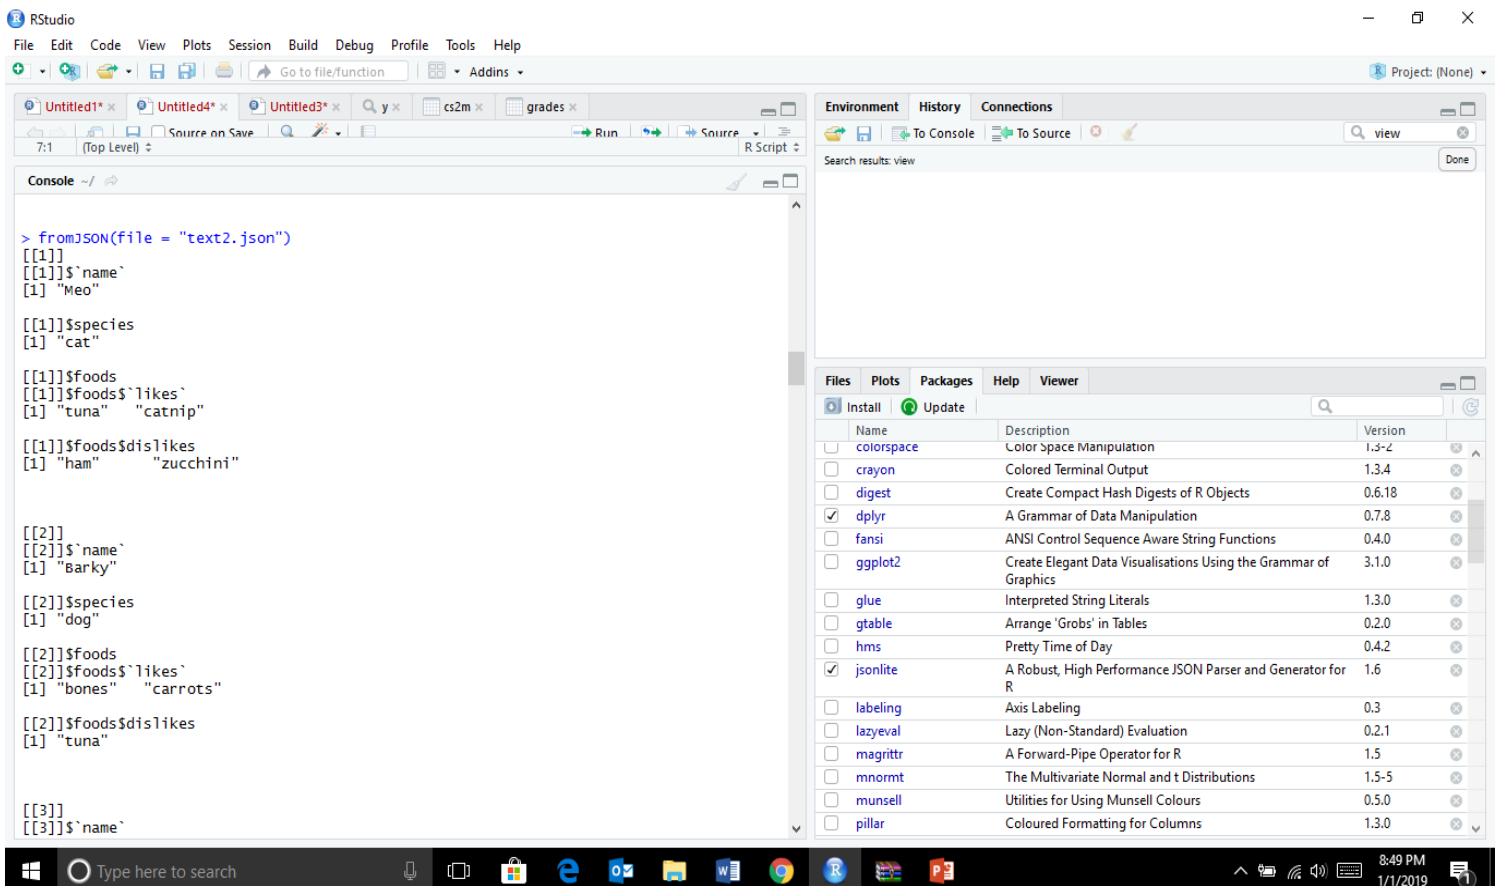 RStudio
File Edit Code View Plots Session Build Debug Profile Tools Help
Go to file/function Addins Project: (None)
Untitled1* Untitled4* Untitled3* y cs2m grades
Source on Save Run Source
7:1 (Top Level) R Script
Console ~/
> fromJSON(file = "text2.json")
[[1]]
[[1]]$`name`
[1] "Meo"
[[1]]$species
[1] "cat"
[[1]]$foods
[[1]]$foods$`likes`
[1] "tuna" "catnip"
[[1]]$foods$dislikes
[1] "ham" "zucchini"
[[2]]
[[2]]$`name`
[1] "Barky"
[[2]]$species
[1] "dog"
[[2]]$foods
[[2]]$foods$`likes`
[1] "bones" "carrots"
[[2]]$foods$dislikes
[1] "tuna"
[[3]]
[[3]]$`name`
Environment History Connections
To Console To Source view
Search results: view Done
Files Plots Packages Help Viewer
Install Update
Name Description Version
colorspace Color Space Manipulation 1.3-2
crayon Colored Terminal Output 1.3.4
digest Create Compact Hash Digests of R Objects 0.6.18
dplyr A Grammar of Data Manipulation 0.7.8
fansi ANSI Control Sequence Aware String Functions 0.4.0
ggplot2 Create Elegant Data Visualisations Using the Grammar of 3.1.0
Graphics
glue Interpreted String Literals 1.3.0
gtable Arrange 'Grobs' in Tables 0.2.0
hms Pretty Time of Day 0.4.2
jsonlite A Robust, High Performance JSON Parser and Generator for 1.6
R
labeling Axis Labeling 0.3
lazyeval Lazy (Non-Standard) Evaluation 0.2.1
magrittr A Forward-Pipe Operator for R 1.5
mnormt The Multivariate Normal and t Distributions 1.5-5
munsell Utilities for Using Munsell Colours 0.5.0
pillar Coloured Formatting for Columns 1.3.0
Type here to search
8:49 PM
1/1/2019